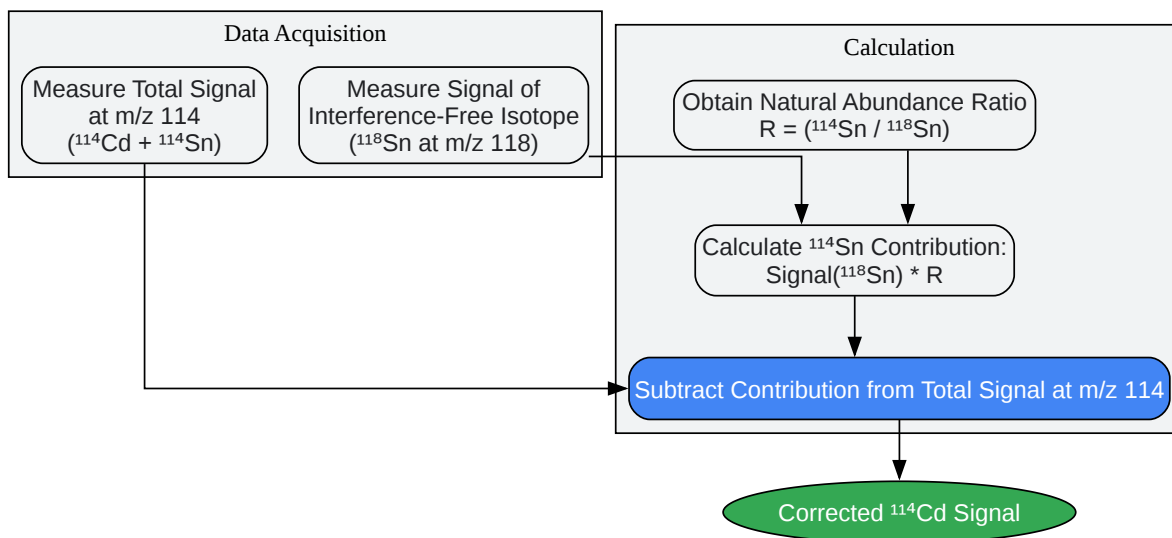 Data Acquisition
Measure Total Signal
at m/z 114
(¹¹⁴Cd + ¹¹⁴Sn)
Measure Signal of
Interference-Free Isotope
(¹¹⁸Sn at m/z 118)
Calculation
Obtain Natural Abundance Ratio
R = (¹¹⁴Sn / ¹¹⁸Sn)
Calculate ¹¹⁴Sn Contribution:
Signal(¹¹⁸Sn) * R
Subtract Contribution from Total Signal at m/z 114
Corrected ¹¹⁴Cd Signal